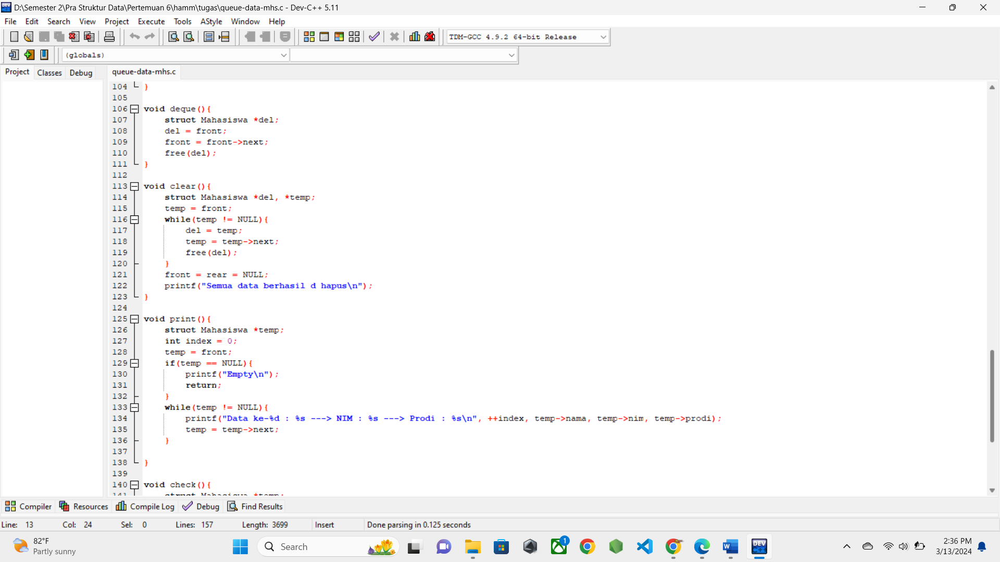 D:\Semester 2\Pra Struktur Data\Pertemuan 6\hamm\tugas\queue-data-mhs.c - Dev-C++ 5.11
File Edit Search View Project Execute Tools AStyle Window Help
TDM-GCC 4.9.2 64-bit Release
(globals)
Project Classes Debug queue-data-mhs.c
104 }
105
106 void deque(){
107 struct Mahasiswa *del;
108 del = front;
109 front = front->next;
110 free(del);
111 }
112
113 void clear(){
114 struct Mahasiswa *del, *temp;
115 temp = front;
116 while(temp != NULL){
117 del = temp;
118 temp = temp->next;
119 free(del);
120 }
121 front = rear = NULL;
122 printf("Semua data berhasil d hapus\n");
123 }
124
125 void print(){
126 struct Mahasiswa *temp;
127 int index = 0;
128 temp = front;
129 if(temp == NULL){
130 printf("Empty\n");
131 return;
132 }
133 while(temp != NULL){
134 printf("Data ke-%d : %s ---> NIM : %s ---> Prodi : %s\n", ++index, temp->nama, temp->nim, temp->prodi);
135 temp = temp->next;
136 }
137
138 }
139
140 void check(){
141 struct Mahasiswa *temp;
Compiler Resources Compile Log Debug Find Results
Line: 13 Col: 24 Sel: 0 Lines: 157 Length: 3699 Insert Done parsing in 0.125 seconds
82°F
Partly sunny
Search
1
DEV
C++
2:36 PM
3/13/2024